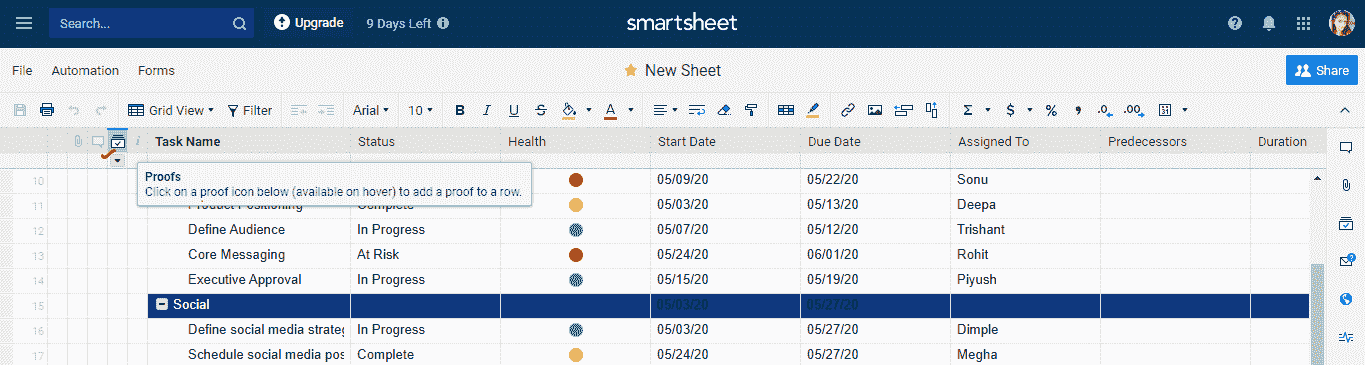 Search... Upgrade 9 Days Left smartsheet
File Automation Forms New Sheet Share
Grid View Filter Arial 10 B I U S A Σ $ % .0 .00 31
Task Name Status Health Start Date Due Date Assigned To Predecessors Duration
Proofs
Click on a proof icon below (available on hover) to add a proof to a row.
10 05/09/20 05/22/20 Sonu
11 Product Positioning Complete 05/03/20 05/13/20 Deepa
12 Define Audience In Progress 05/07/20 05/12/20 Trishant
13 Core Messaging At Risk 05/24/20 06/01/20 Rohit
14 Executive Approval In Progress 05/15/20 05/19/20 Piyush
15 Social 05/03/20 05/27/20
16 Define social media strateg In Progress 05/03/20 05/27/20 Dimple
17 Schedule social media pos Complete 05/24/20 05/27/20 Megha